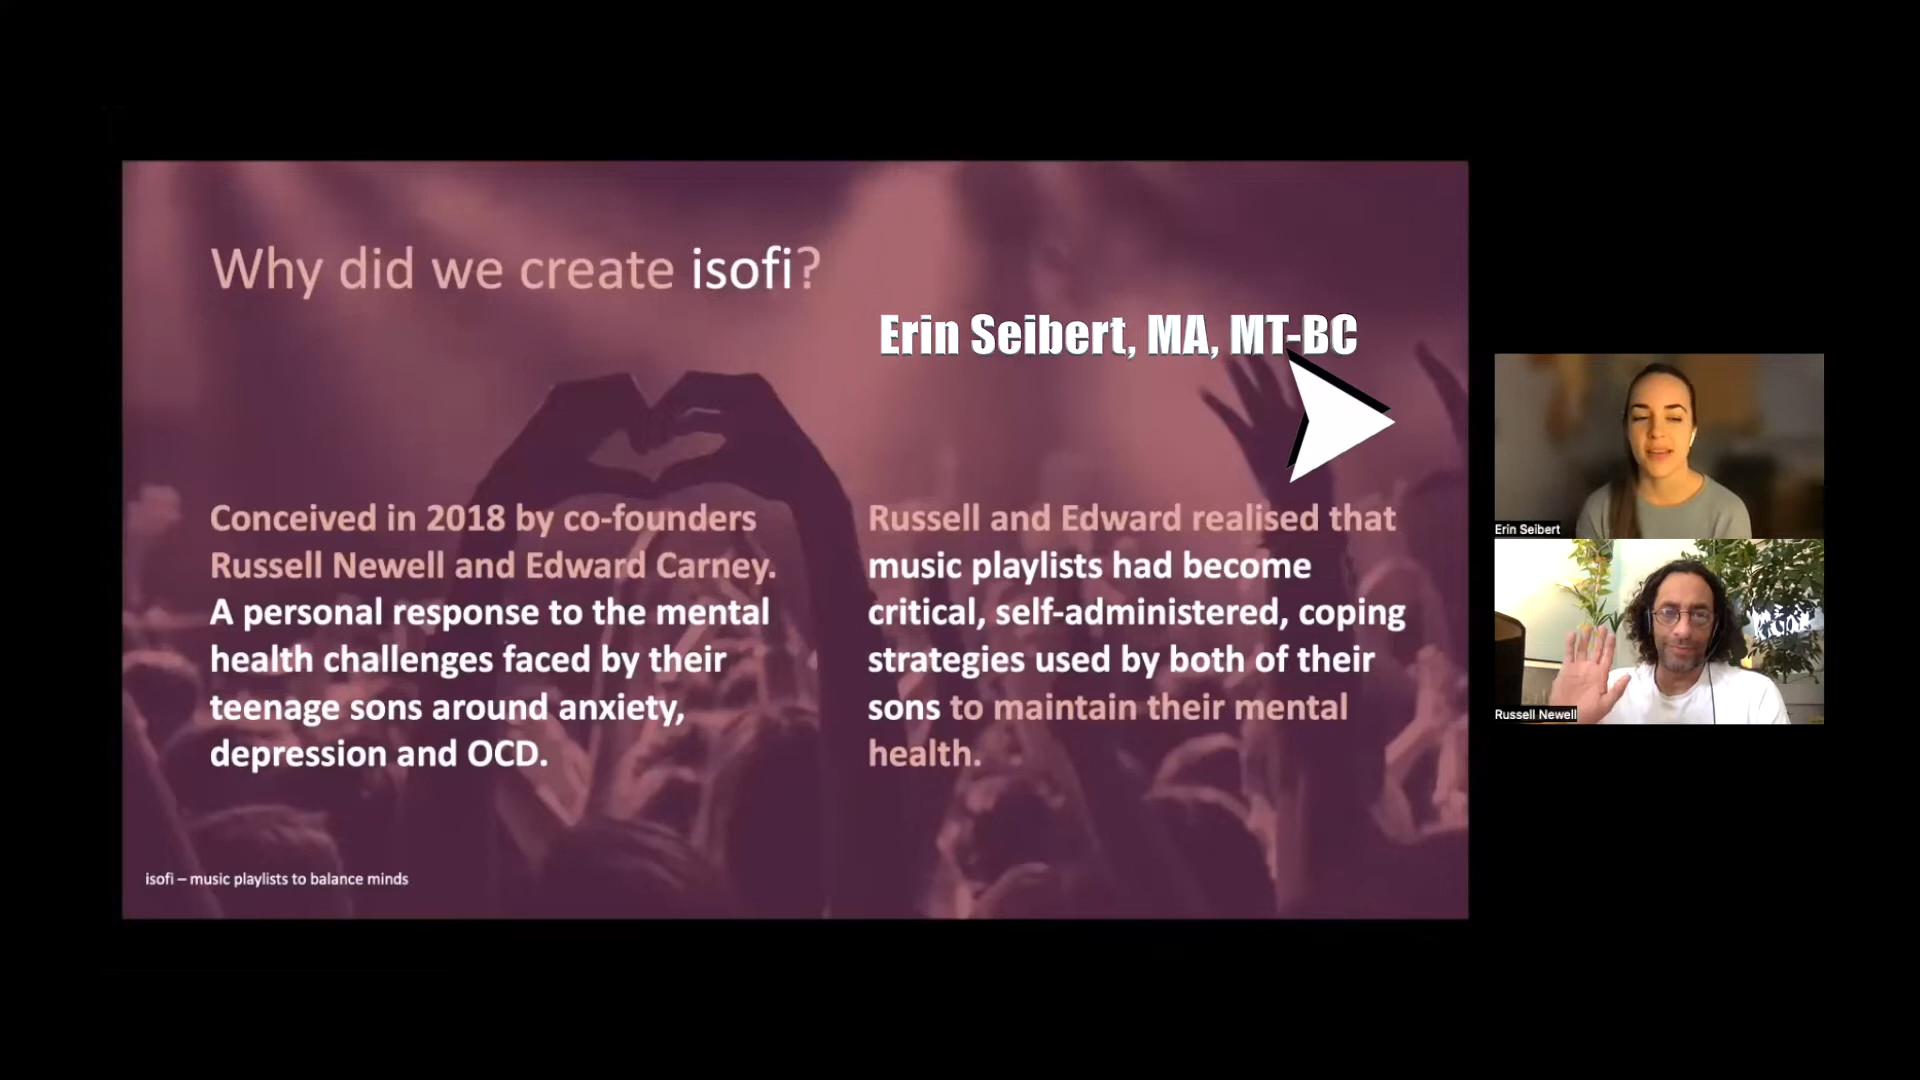 Why did we create isofi?
Erin Seibert, MA, MT-BC
Conceived in 2018 by co-founders
Russell Newell and Edward Carney.
A personal response to the mental
health challenges faced by their
teenage sons around anxiety,
depression and OCD.
Russell and Edward realised that
music playlists had become
critical, self-administered, coping
strategies used by both of their
sons to maintain their mental
health.
isofi – music playlists to balance minds
Erin Seibert
Russell Newell